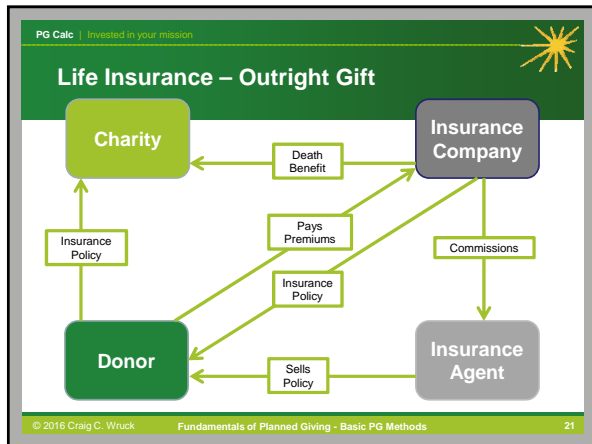 PG Calc | Invested in your mission
Life Insurance – Outright Gift
Charity
Insurance
Company
Death
Benefit
Pays
Premiums
Insurance
Policy
Commissions
Insurance
Policy
Donor
Insurance
Agent
Sells
Policy
© 2016 Craig C. Wruck
Fundamentals of Planned Giving - Basic PG Methods
21